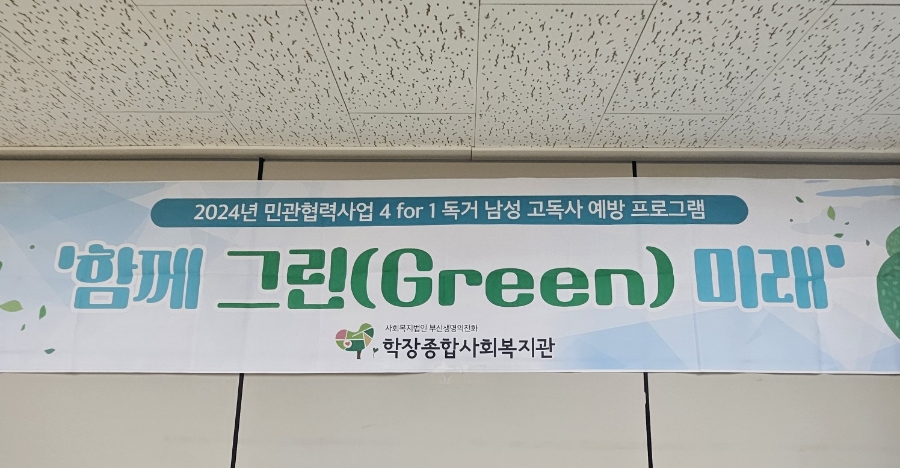 2024년 민관협력사업 4 for 1 독거 남성 고독사 예방 프로그램
'함께 그린(Green) 미래'
사회복지법인 부산생명의전화
학장종합사회복지관